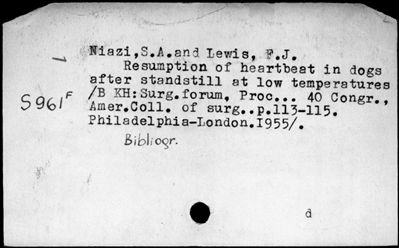 Niazi,S.A.and Lewis, F.J.
Resumption of heartbeat in dogs
after standstill at low temperatures
/B KH:Surg.forum, Proc... 40 Congr.,
Amer.Coll. of surg..p.113-115.
Philadelphia-London.1955/.
S961F
Bibliogr.
d